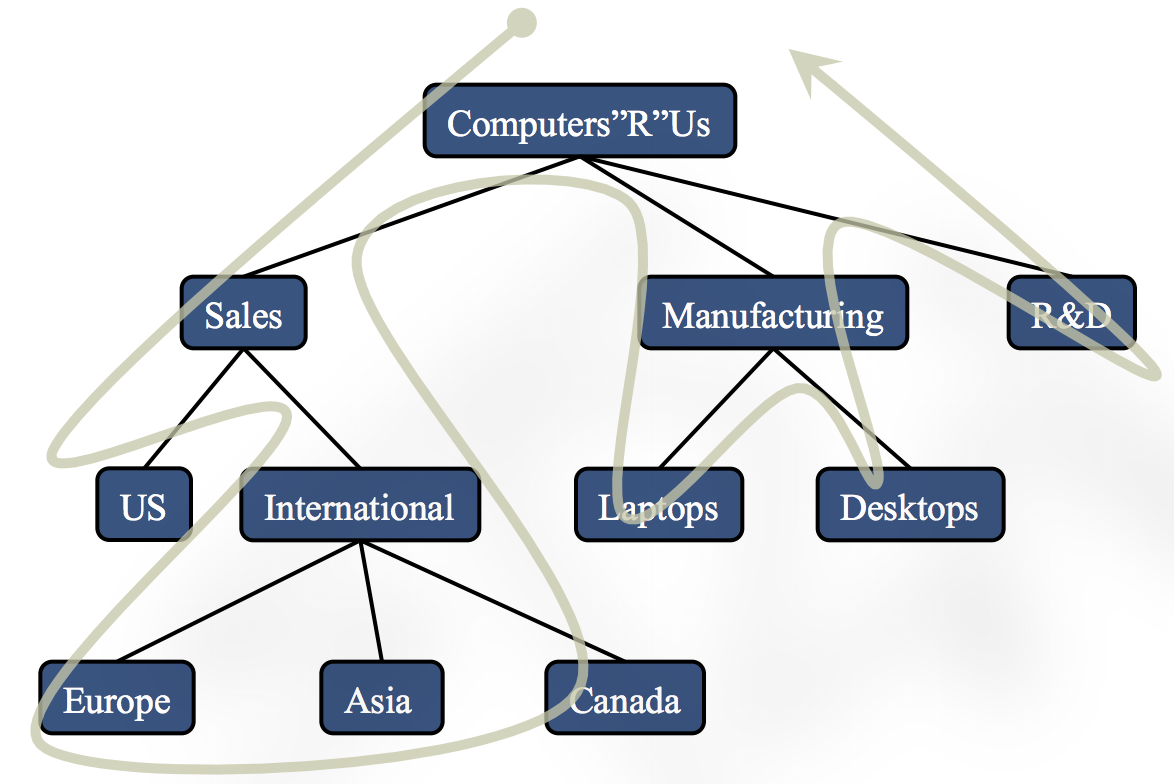 Computers”R”Us
Sales
Manufacturing
R&D
US
International
Laptops
Desktops
Europe
Asia
Canada